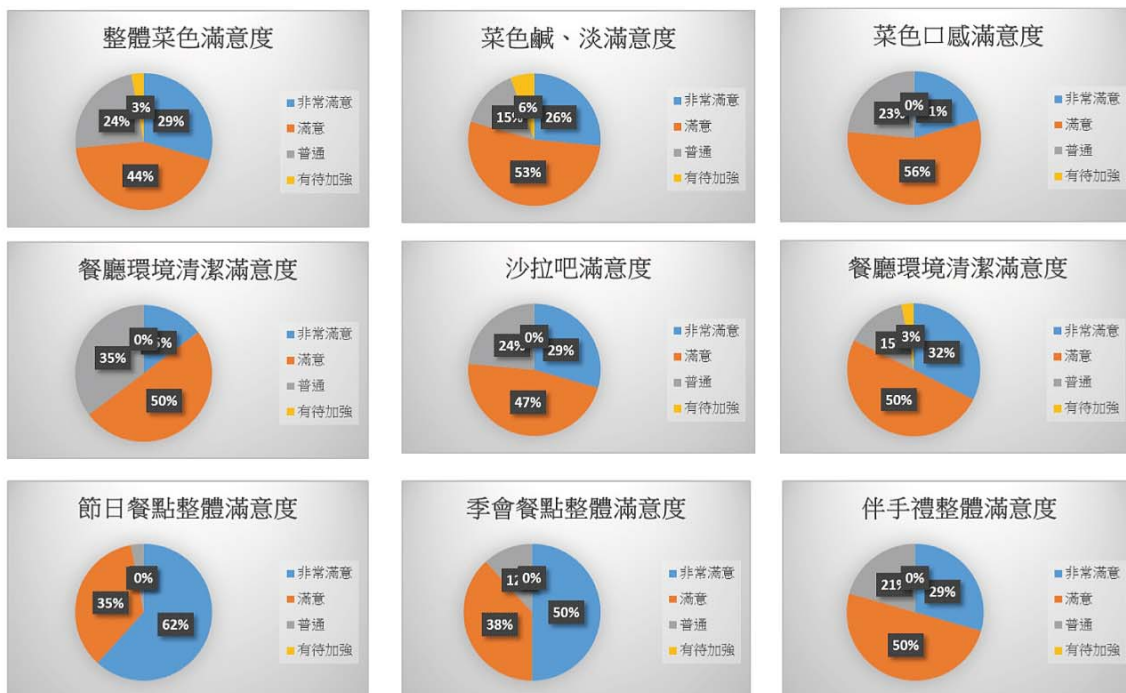 整體菜色滿意度
3%
24%
29%
44%
非常滿意
滿意
普通
有待加強
菜色鹹、淡滿意度
6%
15%
26%
53%
非常滿意
滿意
普通
有待加強
菜色口感滿意度
0%
23%
56%
非常滿意
滿意
普通
有待加強
餐廳環境清潔滿意度
0%
35%
50%
非常滿意
滿意
普通
有待加強
沙拉吧滿意度
0%
24%
29%
47%
非常滿意
滿意
普通
有待加強
餐廳環境清潔滿意度
3%
15
32%
50%
非常滿意
滿意
普通
有待加強
節日餐點整體滿意度
0%
35%
62%
非常滿意
滿意
普通
有待加強
季會餐點整體滿意度
0%
12
50%
38%
非常滿意
滿意
普通
有待加強
伴手禮整體滿意度
0%
21%
29%
50%
非常滿意
滿意
普通
有待加強